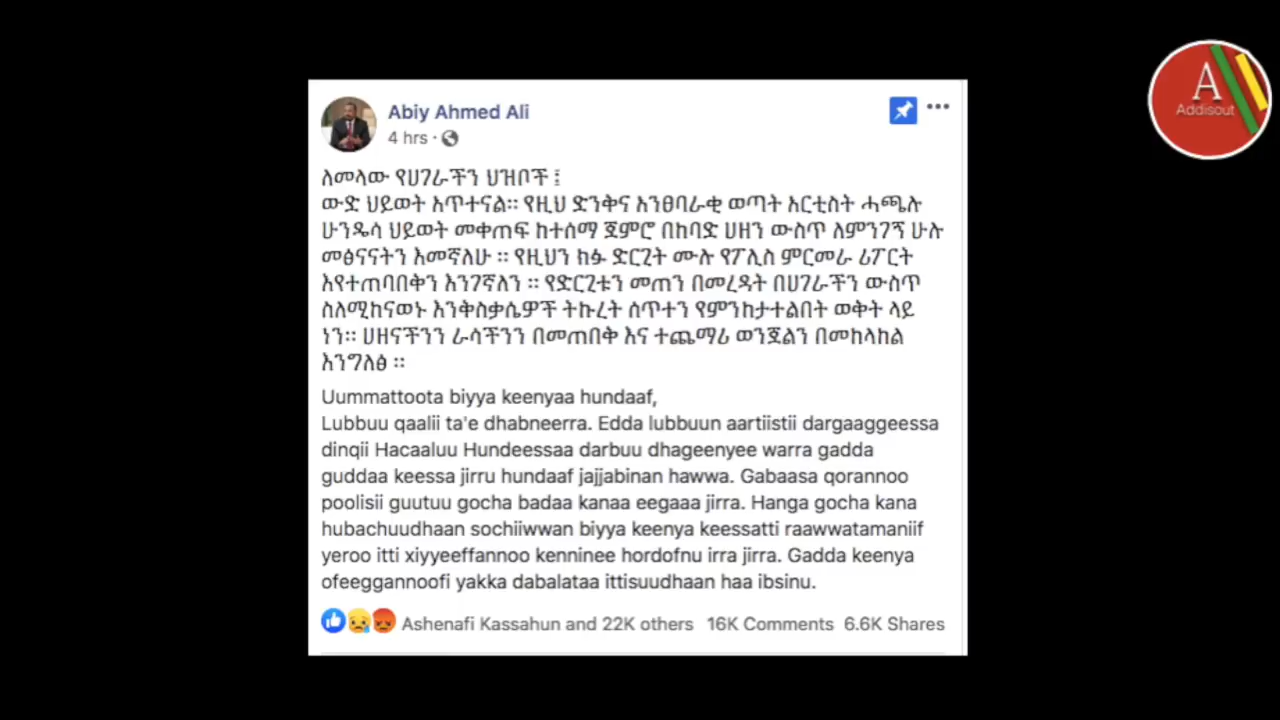 Abiy Ahmed Ali
4 hrs ·
A
Addisout
ለመላው የሀገራችን ህዝቦች ፤
ውድ ህይወት አጥተናል። የዚህ ድንቅና አንፀባራቂ ወጣት አርቲስት ሓጫሉ
ሁንዴሳ ህይወት መቀጠፍ ከተሰማ ጀምሮ በከባድ ሀዘን ውስጥ ለምንገኝ ሁሉ
መፅናናትን እመኛለሁ ። የዚህን ክፉ ድርጊት ሙሉ የፖሊስ ምርመራ ሪፖርት
እየተጠባበቅን እንገኛለን ። የድርጊቱን መጠን በመረዳት በሀገራችን ውስጥ
ስለሚከናወኑ እንቅስቃሴዎች ትኩረት ሰጥተን የምንከታተልበት ወቅት ላይ
ነን። ሀዘናችንን ራሳችንን በመጠበቅ እና ተጨማሪ ወንጀልን በመከላከል
እንግለፅ ።
Uummattoota biyya keenyaa hundaaf,
Lubbuu qaalii ta'e dhabneerra. Edda lubbuun aartiistii dargaaggeessa
dinqii Hacaaluu Hundeessaa darbuu dhageenyee warra gadda
guddaa keessa jirru hundaaf jajjabinan hawwa. Gabaasa qorannoo
poolisii guutuu gocha badaa kanaa eegaaa jirra. Hanga gocha kana
hubachuudhaan sochiiwwan biyya keenya keessatti raawwatamaniif
yeroo itti xiyyeeffannoo kenninee hordofnu irra jirra. Gadda keenya
ofeeggannoofi yakka dabalataa ittisuudhaan haa ibsinu.
Ashenafi Kassahun and 22K others 16K Comments 6.6K Shares